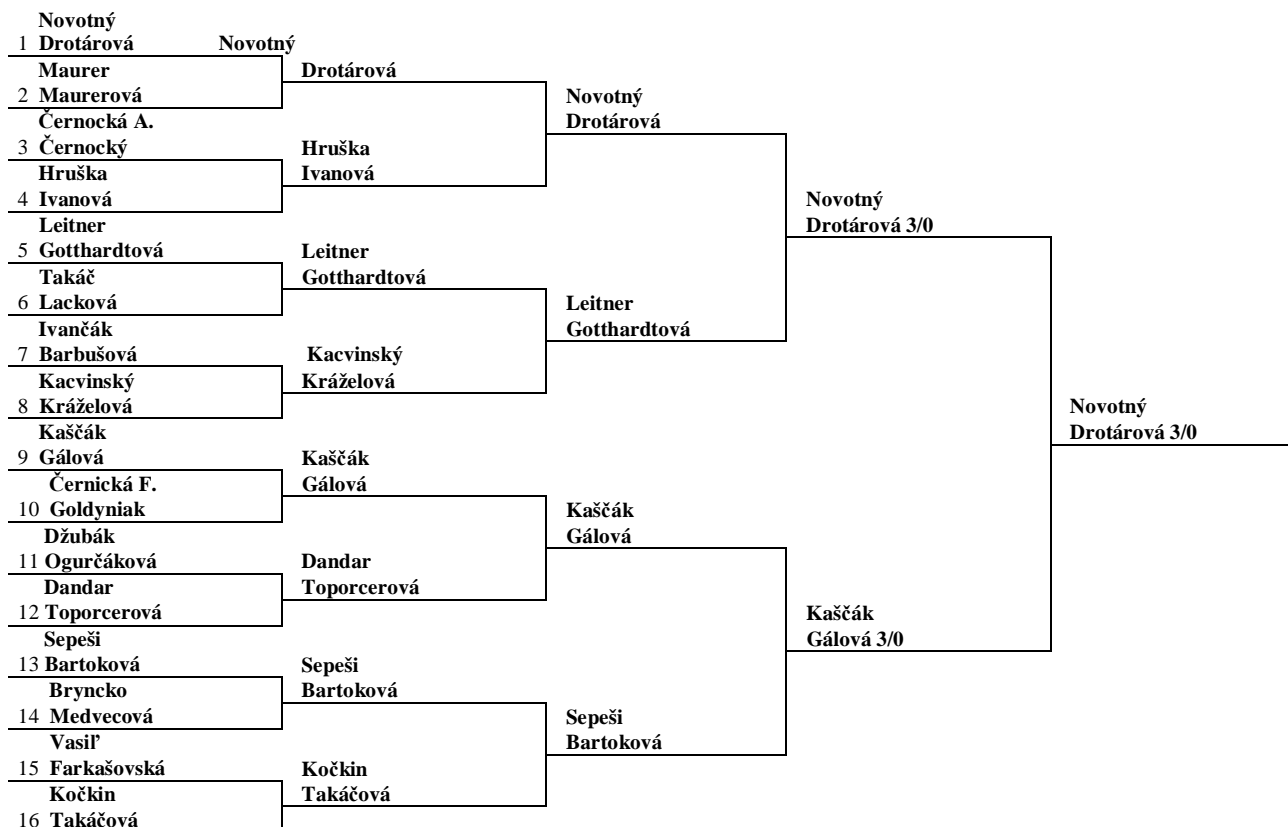 Novotný
1 Drotárová Novotný
Maurer Drotárová
2 Maurerová Novotný
Černocká A. Drotárová
3 Černocký Hruška
Hruška Ivanová
4 Ivanová Novotný
Leitner Drotárová 3/0
5 Gotthardtová Leitner
Takáč Gotthardtová
6 Lacková Leitner
Ivančák Gotthardtová
7 Barbušová Kacvinský
Kacvinský Kráželová
8 Kráželová Novotný
Kaščák Drotárová 3/0
9 Gálová Kaščák
Černická F. Gálová
10 Goldyniak Kaščák
Džubák Gálová
11 Ogurčáková Dandar
Dandar Toporcerová
12 Toporcerová Kaščák
Sepeši Gálová 3/0
13 Bartoková Sepeši
Bryncko Bartoková
14 Medvecová Sepeši
Vasiľ Bartoková
15 Farkašovská Kočkin
Kočkin Takáčová
16 Takáčová